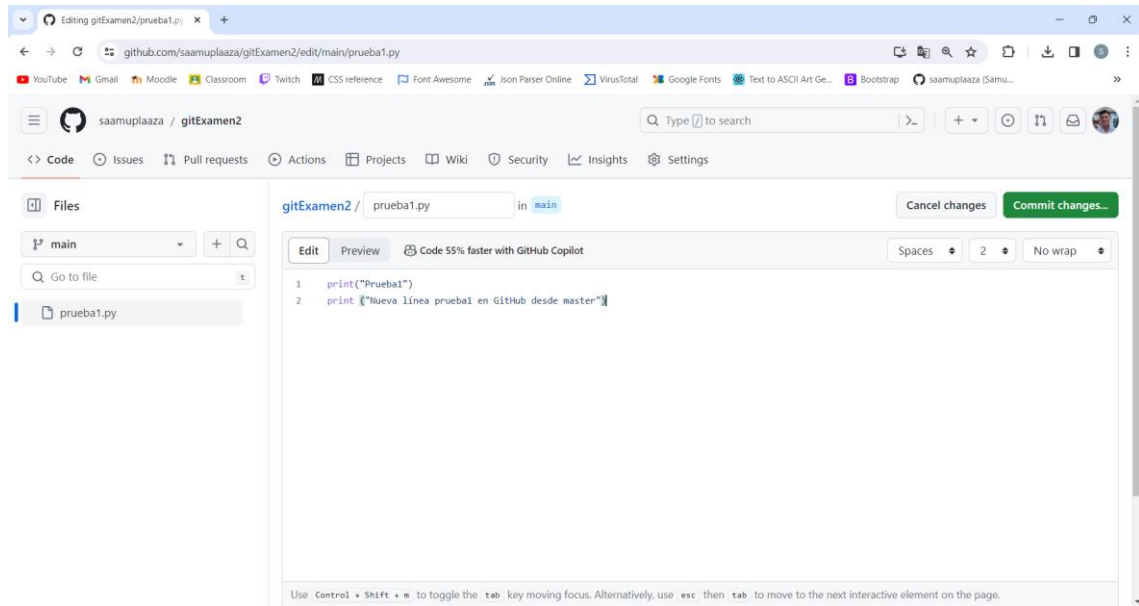 Editing gitExamen2/prueba1.py
github.com/saamuplaaza/gitExamen2/edit/main/prueba1.py
YouTube Gmail Moodle Classroom Twitch CSS reference Font Awesome Json Parser Online VirusTotal Google Fonts Text to ASCII Art Ge... Bootstrap saamuplaaza (Samu... »
saamuplaaza / gitExamen2 Type / to search
Code Issues Pull requests Actions Projects Wiki Security Insights Settings
Files gitExamen2 / prueba1.py in main Cancel changes Commit changes...
main Edit Preview Code 55% faster with GitHub Copilot Spaces 2 No wrap
Go to file t
1 print("Prueba1")
2 print ("Nueva línea prueba1 en GitHub desde master")
prueba1.py
Use Control + Shift + m to toggle the tab key moving focus. Alternatively, use esc then tab to move to the next interactive element on the page.